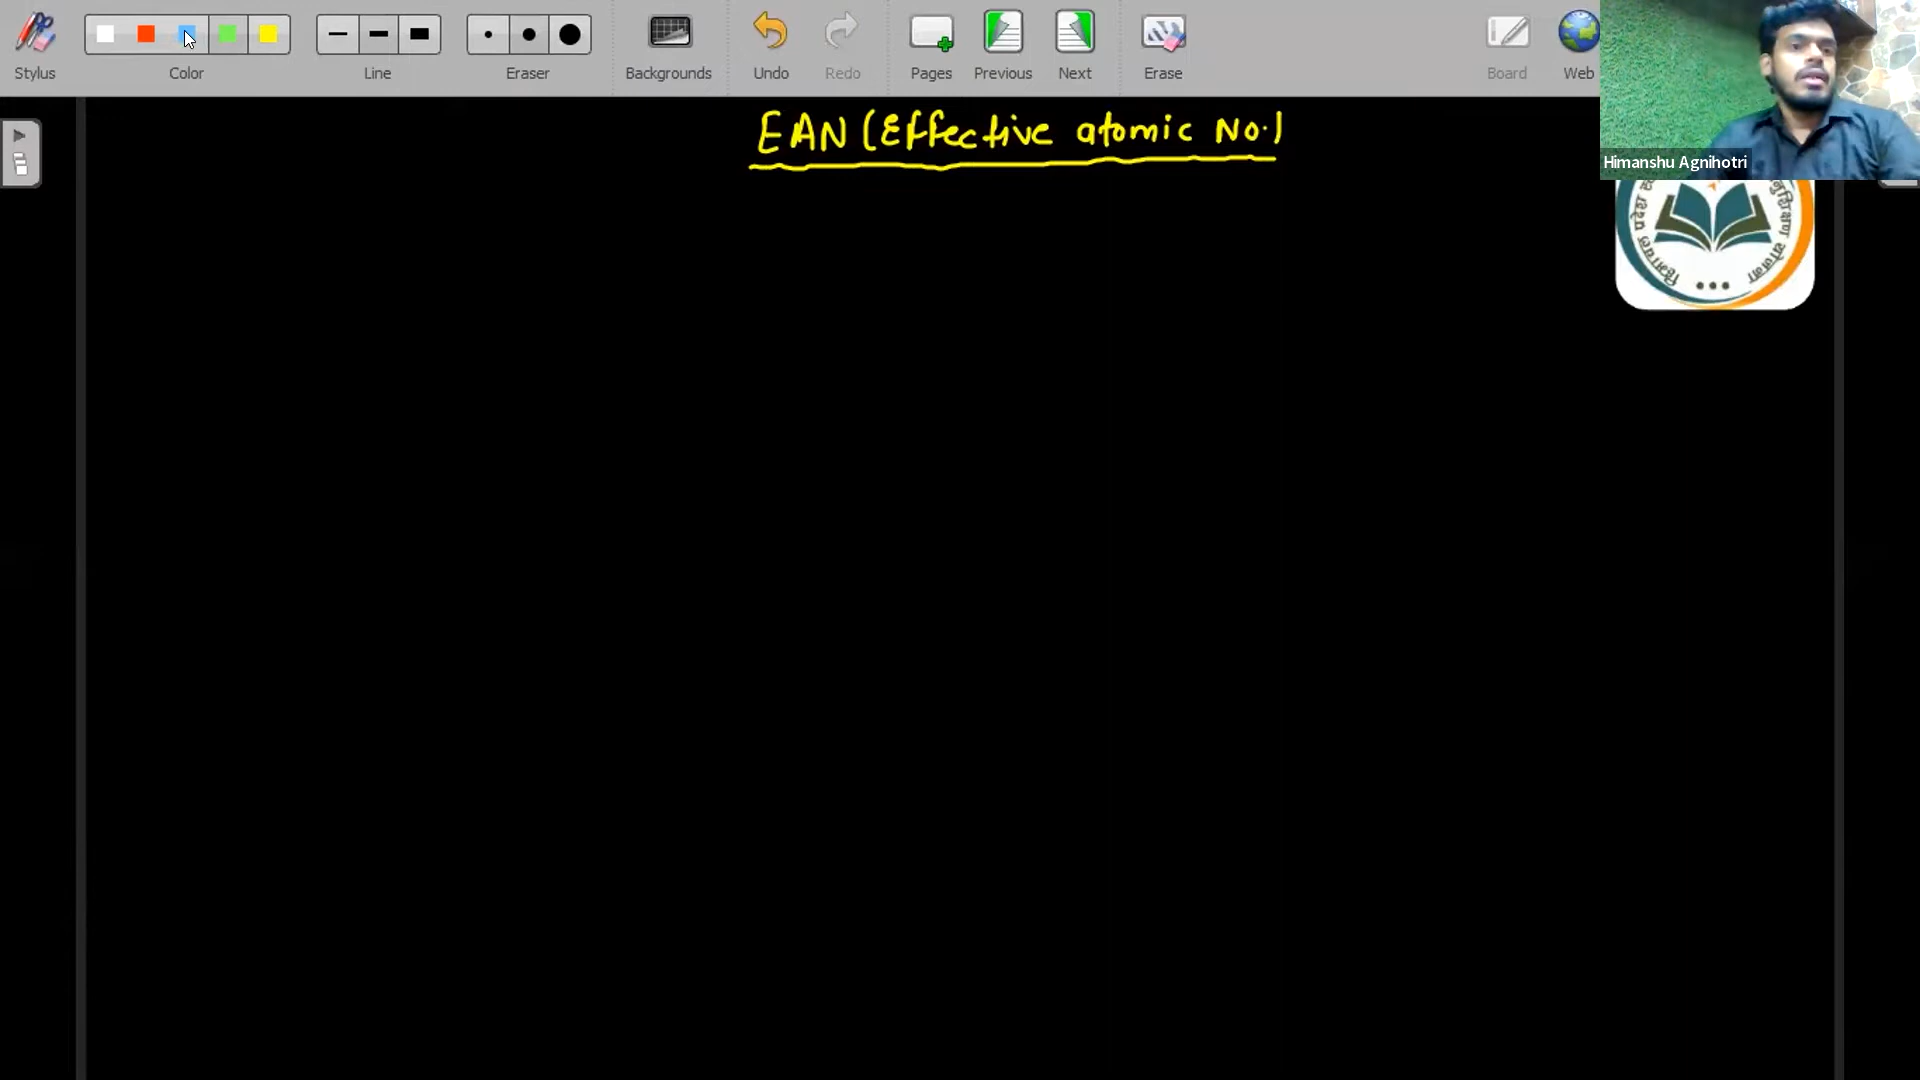 Stylus
Color
Line
Eraser
Backgrounds
Undo
Redo
Pages
Previous
Next
Erase
Board
Web
EAN (Effective atomic No.)
Himanshu Agnihotri